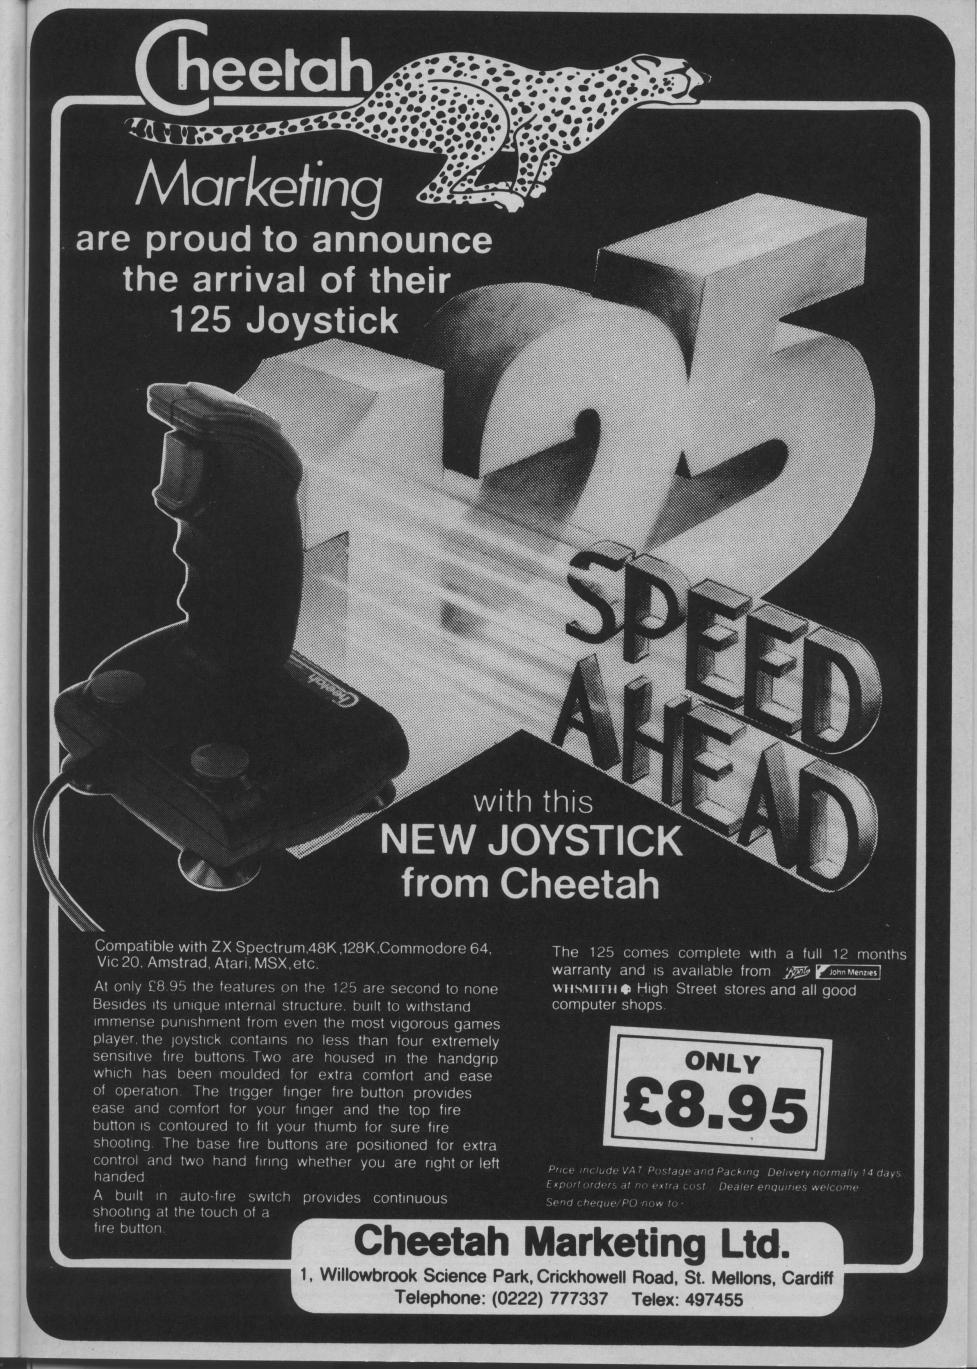 Cheetah
Marketing
are proud to announce
the arrival of their
125 Joystick
125
SPEED
AHEAD
Cheetah
with this
NEW JOYSTICK
from Cheetah
Compatible with ZX Spectrum,48K,128K,Commodore 64,
Vic 20, Amstrad, Atari, MSX, etc.
At only £8.95 the features on the 125 are second to none
Besides its unique internal structure, built to withstand
immense punishment from even the most vigorous games
player, the joystick contains no less than four extremely
sensitive fire buttons. Two are housed in the handgrip
which has been moulded for extra comfort and ease
of operation. The trigger finger fire button provides
ease and comfort for your finger and the top fire
button is contoured to fit your thumb for sure fire
shooting. The base fire buttons are positioned for extra
control and two hand firing whether you are right or left
handed
A built in auto-fire switch provides continuous
shooting at the touch of a
fire button.
The 125 comes complete with a full 12 months
warranty and is available from Boots John Menzies
WHSMITH High Street stores and all good
computer shops.
ONLY
£8.95
Price include VAT Postage and Packing Delivery normally 14 days
Export orders at no extra cost. Dealer enquiries welcome
Send cheque/PO now to:-
Cheetah Marketing Ltd.
1, Willowbrook Science Park, Crickhowell Road, St. Mellons, Cardiff
Telephone: (0222) 777337 Telex: 497455